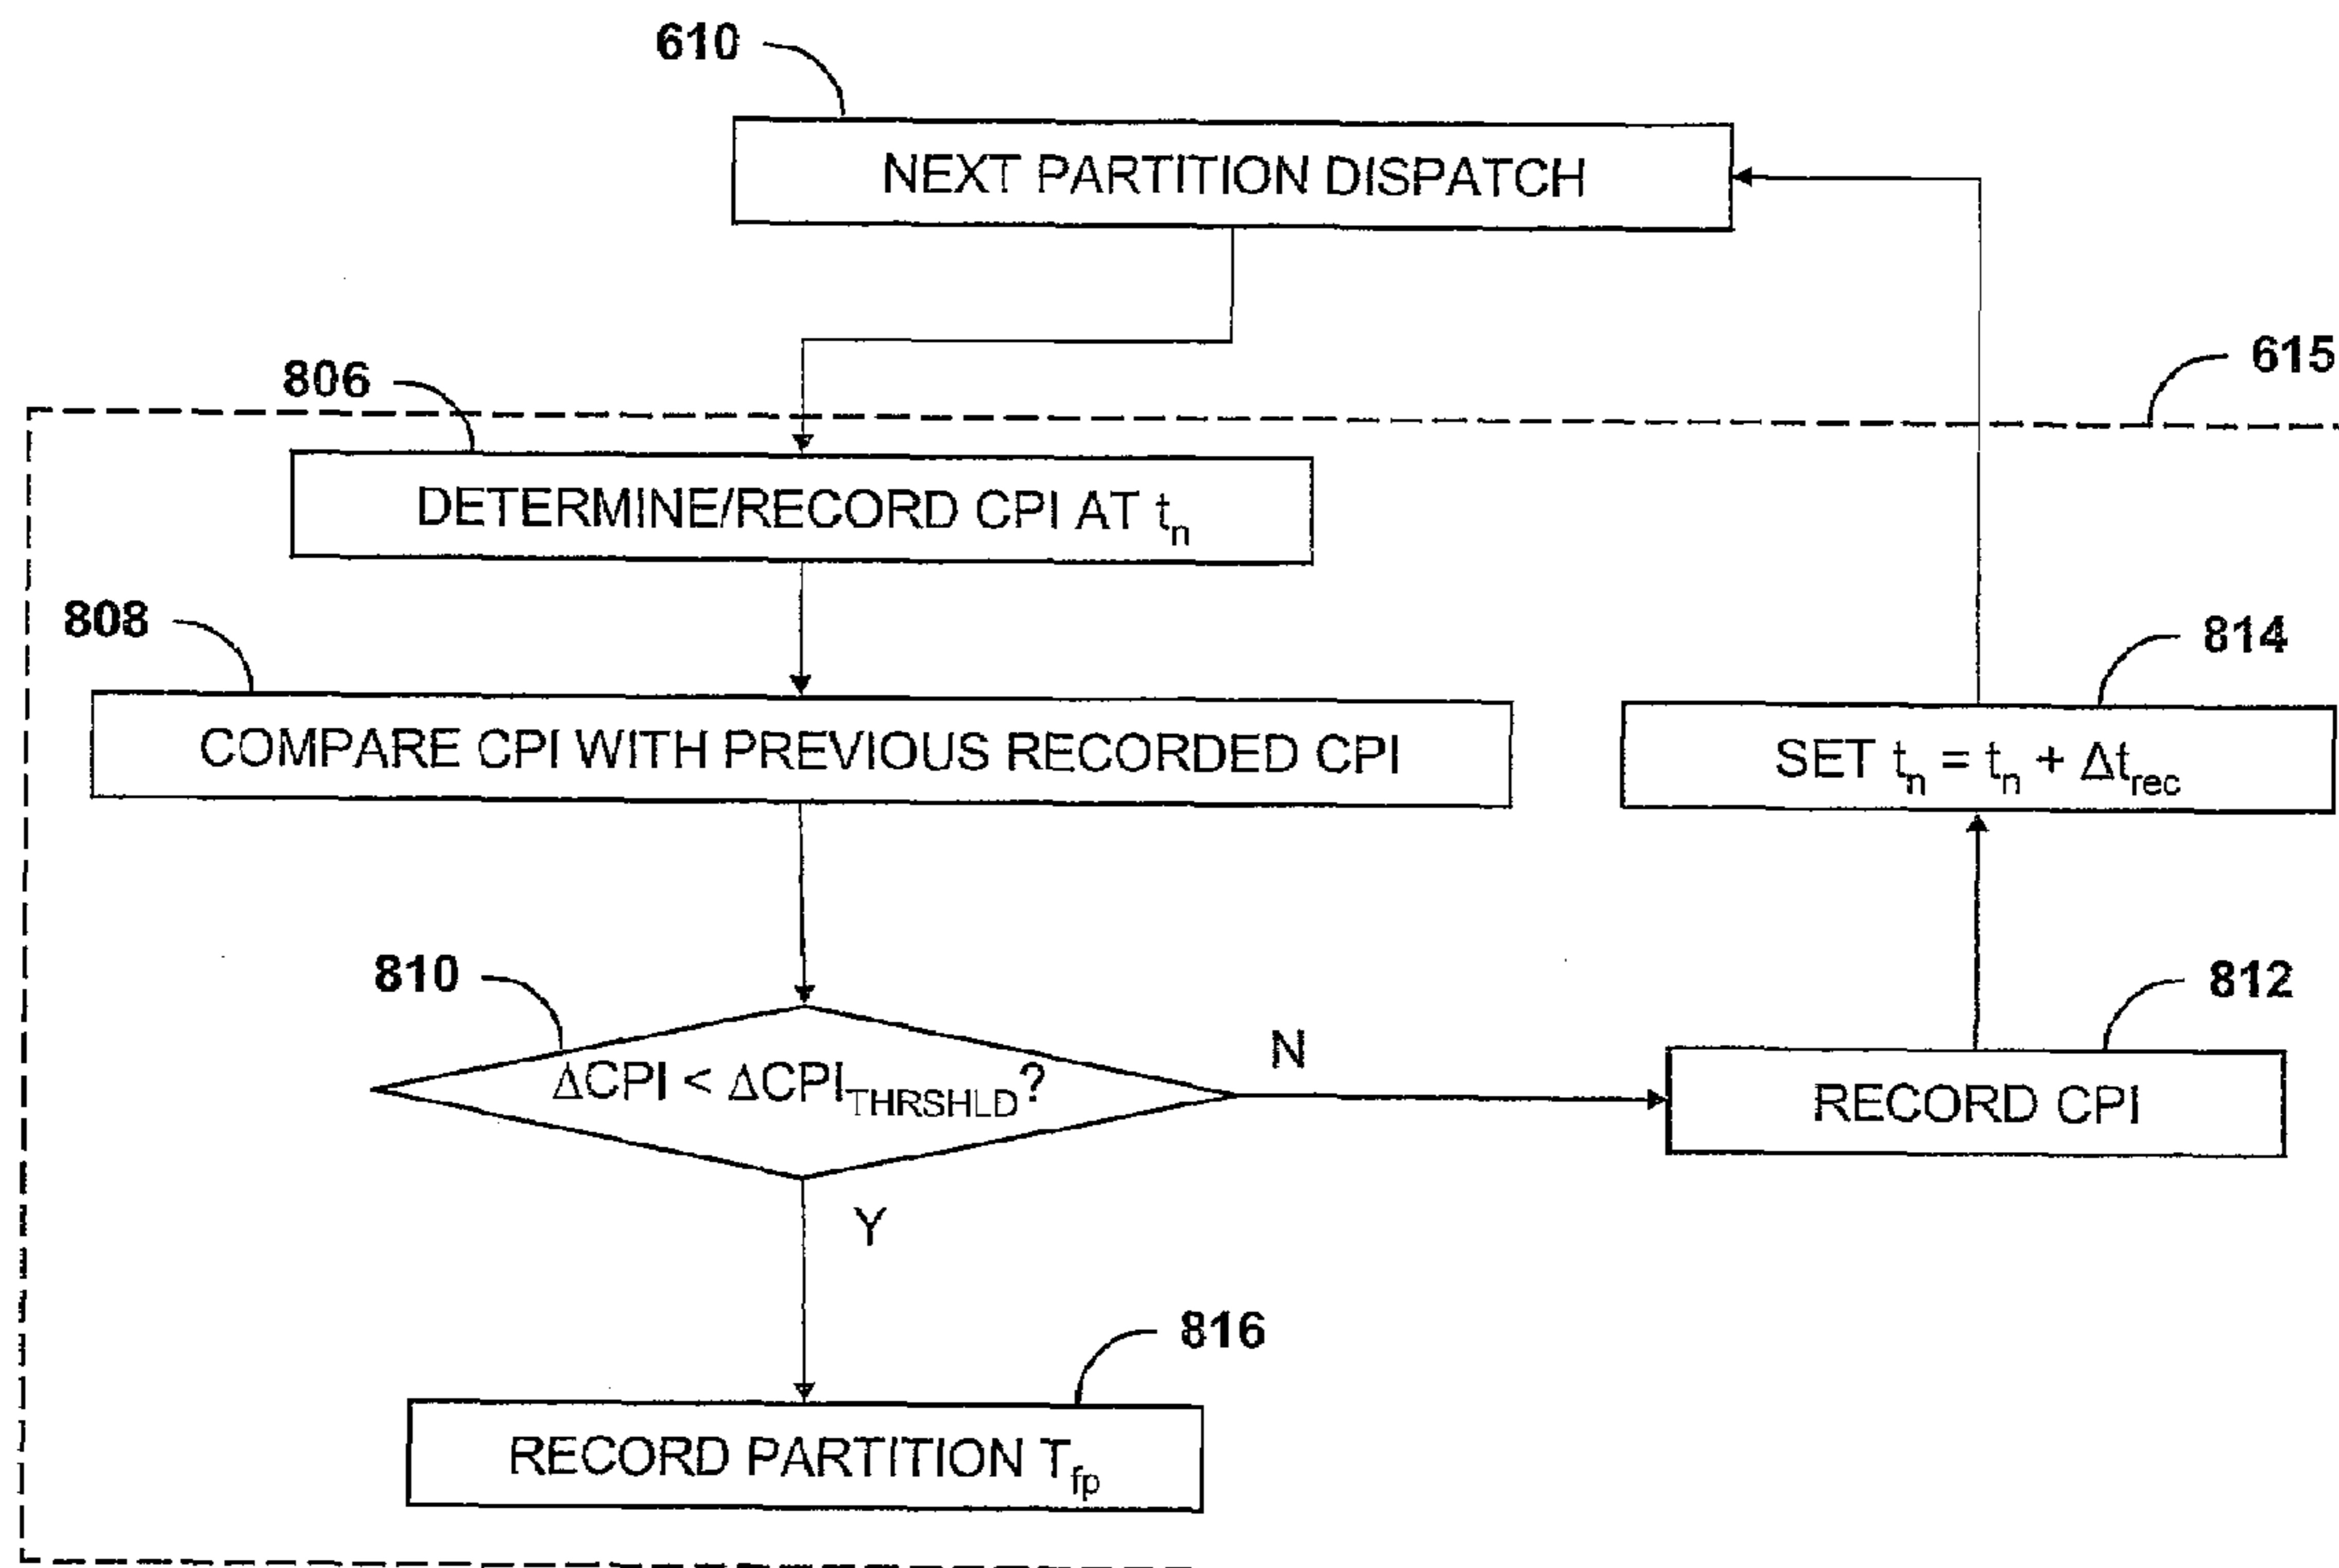 610
NEXT PARTITION DISPATCH
615
806
DETERMINE/RECORD CPI AT tn
808
COMPARE CPI WITH PREVIOUS RECORDED CPI
814
SET tn = tn + Δtrec
810
ΔCPI < ΔCPITHRSHLD?
N
812
RECORD CPI
Y
816
RECORD PARTITION Tfp